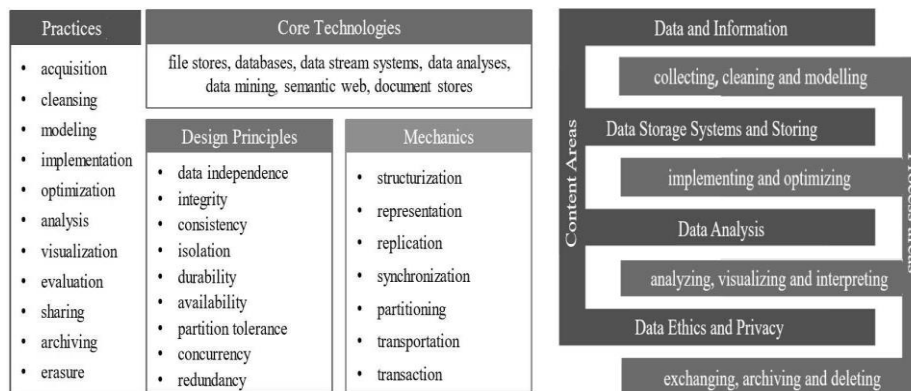 Practices
• acquisition
• cleansing
• modeling
• implementation
• optimization
• analysis
• visualization
• evaluation
• sharing
• archiving
• erasure
Core Technologies
file stores, databases, data stream systems, data analyses,
data mining, semantic web, document stores
Design Principles
• data independence
• integrity
• consistency
• isolation
• durability
• availability
• partition tolerance
• concurrency
• redundancy
Mechanics
• structurization
• representation
• replication
• synchronization
• partitioning
• transportation
• transaction
Content Areas
Data and Information
collecting, cleaning and modelling
Data Storage Systems and Storing
implementing and optimizing
Data Analysis
analyzing, visualizing and interpreting
Data Ethics and Privacy
exchanging, archiving and deleting